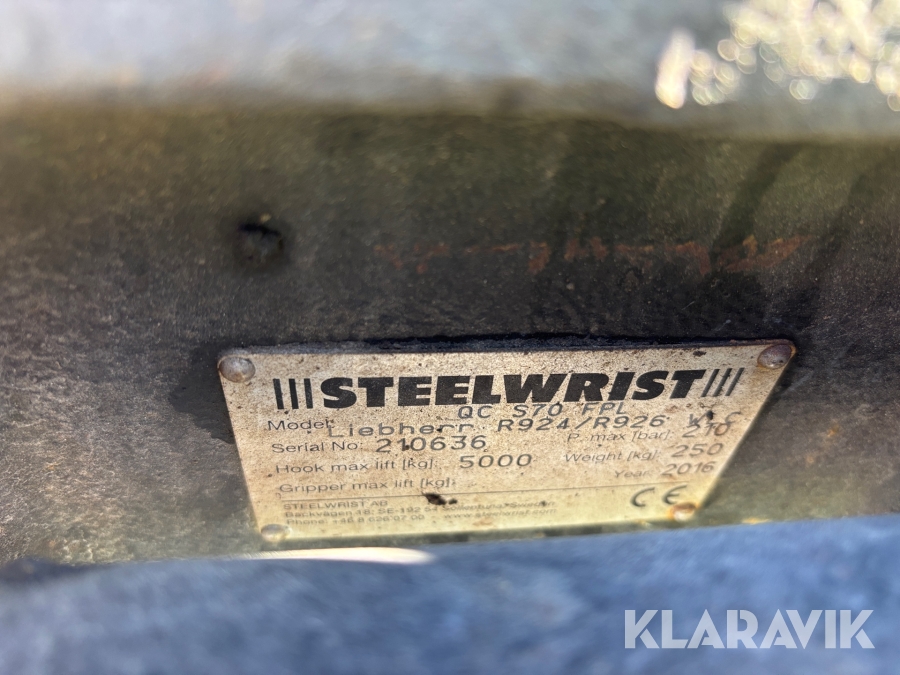 STEELWRIST
QC S70 FPL
Model: Liebherr R924/R926
Serial No: 210636 P. max [bar]: 210
Hook max lift [kg]: 5000 Weight [kg]: 250
Gripper max lift [kg]: Year: 2016
STEELWRIST AB
CE
KLARAVIK